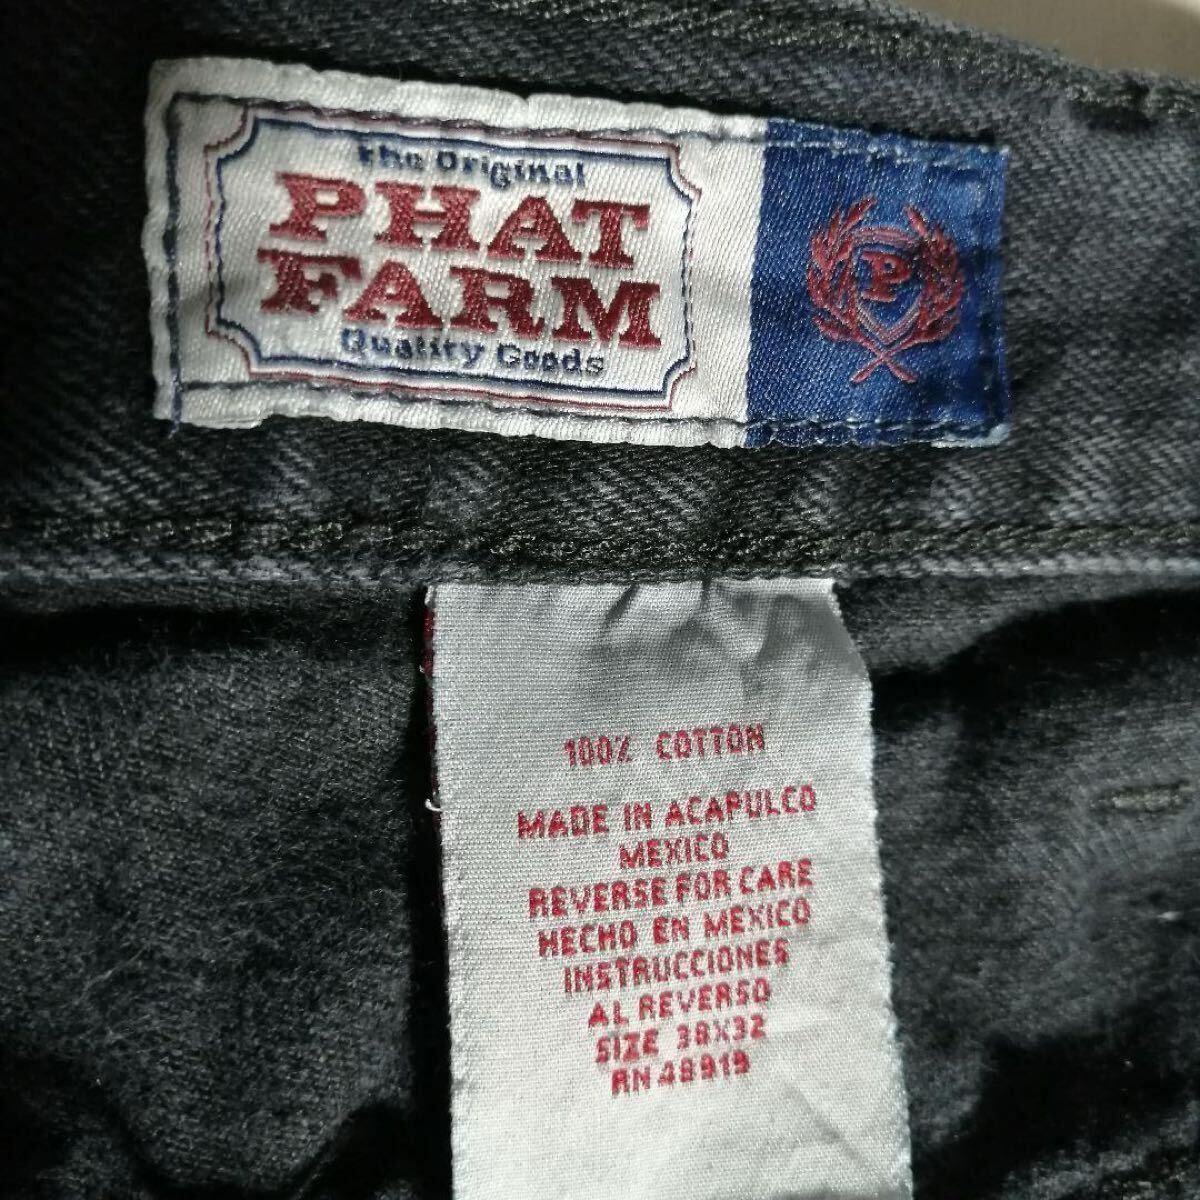 The Original
PHAT
FARM
Quality Goods
P
100% COTTON
MADE IN ACAPULCO
MEXICO
REVERSE FOR CARE
HECHO EN MEXICO
INSTRUCCIONES
AL REVERSO
SIZE 38X32
RN 48919